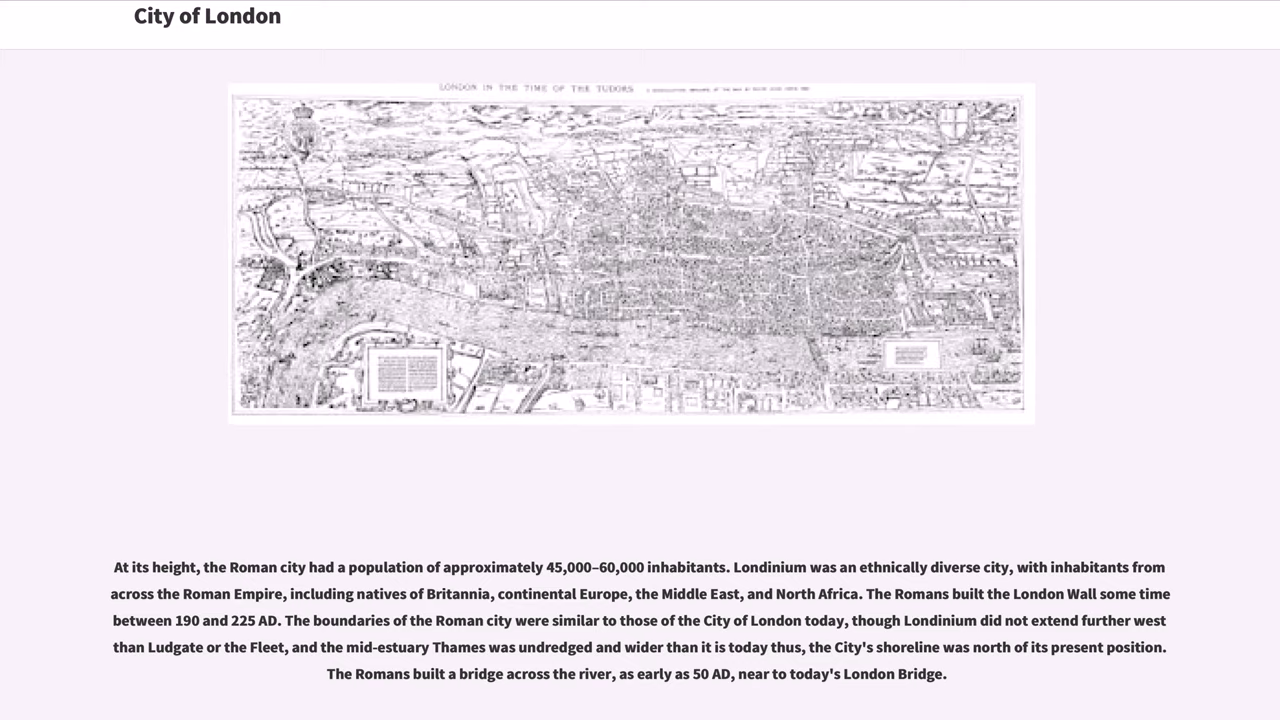 City of London
LONDON IN THE TIME OF THE TUDORS
At its height, the Roman city had a population of approximately 45,000–60,000 inhabitants. Londinium was an ethnically diverse city, with inhabitants from
across the Roman Empire, including natives of Britannia, continental Europe, the Middle East, and North Africa. The Romans built the London Wall some time
between 190 and 225 AD. The boundaries of the Roman city were similar to those of the City of London today, though Londinium did not extend further west
than Ludgate or the Fleet, and the mid-estuary Thames was undredged and wider than it is today thus, the City's shoreline was north of its present position.
The Romans built a bridge across the river, as early as 50 AD, near to today's London Bridge.